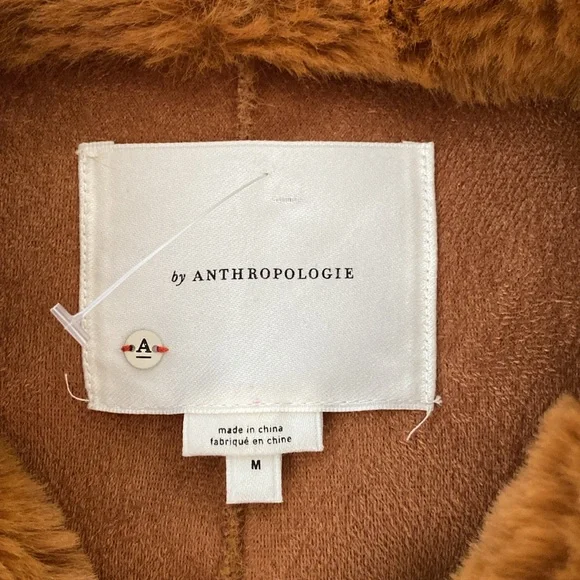 by ANTHROPOLOGIE
A
made in china
fabriqué en chine
M